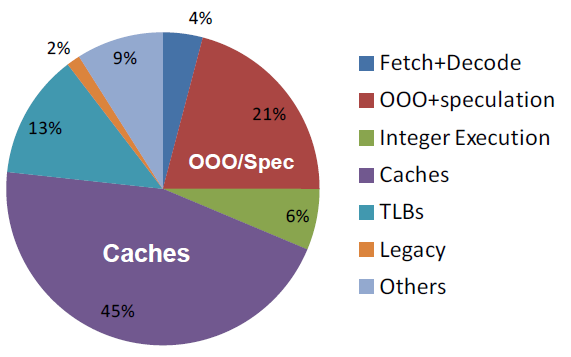 4%
2%
9%
21%
13%
OOO/Spec
6%
Caches
45%
Fetch+Decode
OOO+speculation
Integer Execution
Caches
TLBs
Legacy
Others